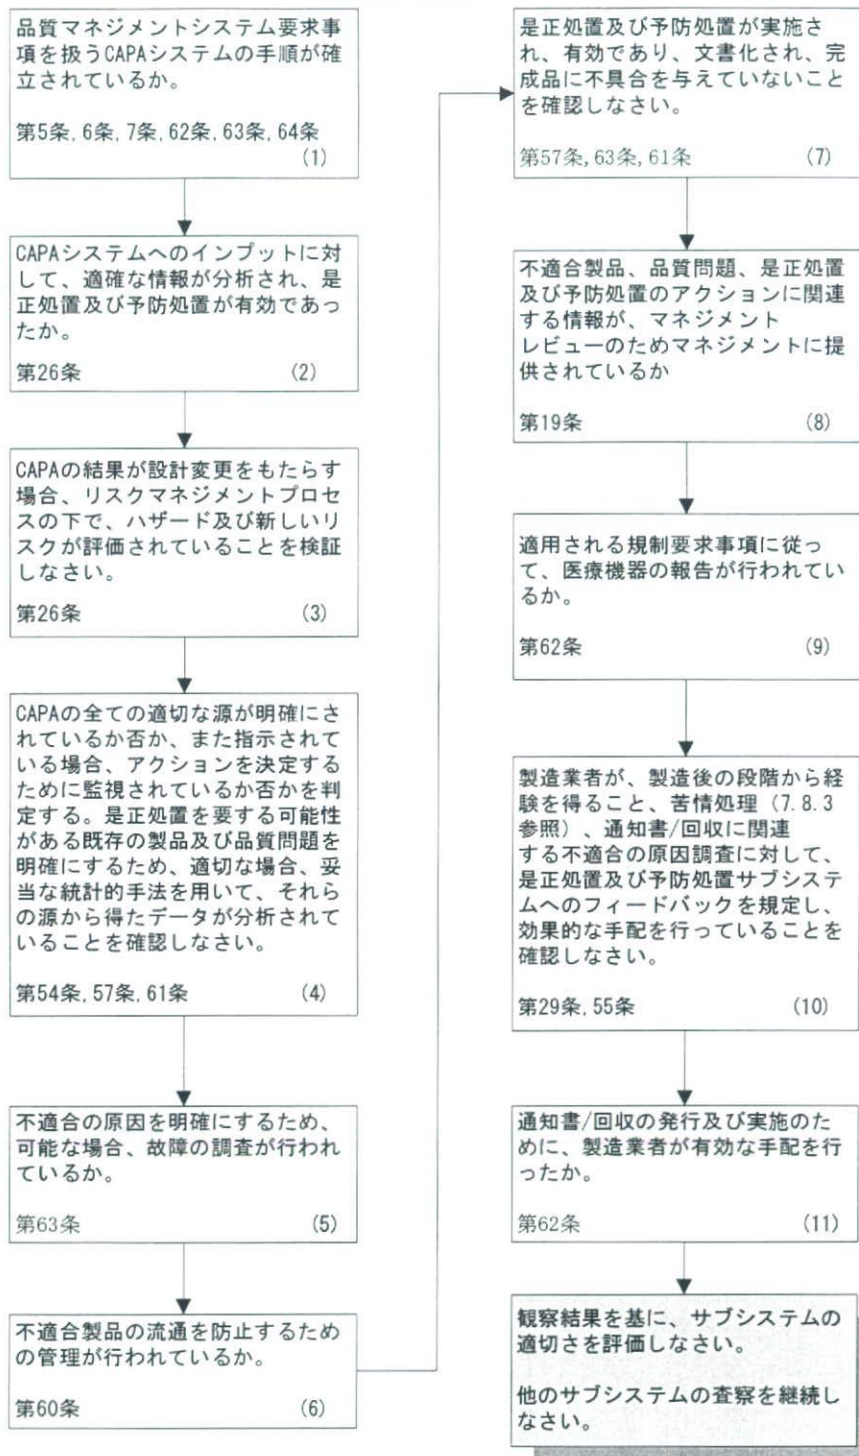 品質マネジメントシステム要求事
項を扱うCAPAシステムの手順が確
立されているか。
第5条, 6条, 7条, 62条, 63条, 64条
(1)
CAPAシステムへのインプットに対
して、適確な情報が分析され、是
正処置及び予防処置が有効であっ
たか。
第26条 (2)
CAPAの結果が設計変更をもたらす
場合、リスクマネジメントプロセ
スの下で、ハザード及び新しいリ
スクが評価されていることを検証
しなさい。
第26条 (3)
CAPAの全ての適切な源が明確にさ
れているか否か、また指示されて
いる場合、アクションを決定する
ために監視されているか否かを判
定する。是正処置を要する可能性
がある既存の製品及び品質問題を
明確にするため、適切な場合、妥
当な統計的手法を用いて、それら
の源から得たデータが分析されて
いることを確認しなさい。
第54条, 57条, 61条 (4)
不適合の原因を明確にするため、
可能な場合、故障の調査が行われ
ているか。
第63条 (5)
不適合製品の流通を防止するため
の管理が行われているか。
第60条 (6)
是正処置及び予防処置が実施さ
れ、有効であり、文書化され、完
成品に不具合を与えていないこと
を確認しなさい。
第57条, 63条, 61条 (7)
不適合製品、品質問題、是正処置
及び予防処置のアクションに関連
する情報が、マネジメント
レビューのためマネジメントに提
供されているか
第19条 (8)
適用される規制要求事項に従っ
て、医療機器の報告が行われてい
るか。
第62条 (9)
製造業者が、製造後の段階から経
験を得ること、苦情処理（7.8.3
参照）、通知書/回収に関連
する不適合の原因調査に対して、
是正処置及び予防処置サブシステ
ムへのフィードバックを規定し、
効果的な手配を行っていることを
確認しなさい。
第29条, 55条 (10)
通知書/回収の発行及び実施のた
めに、製造業者が有効な手配を行
ったか。
第62条 (11)
観察結果を基に、サブシステムの
適切さを評価しなさい。
他のサブシステムの査察を継続し
なさい。